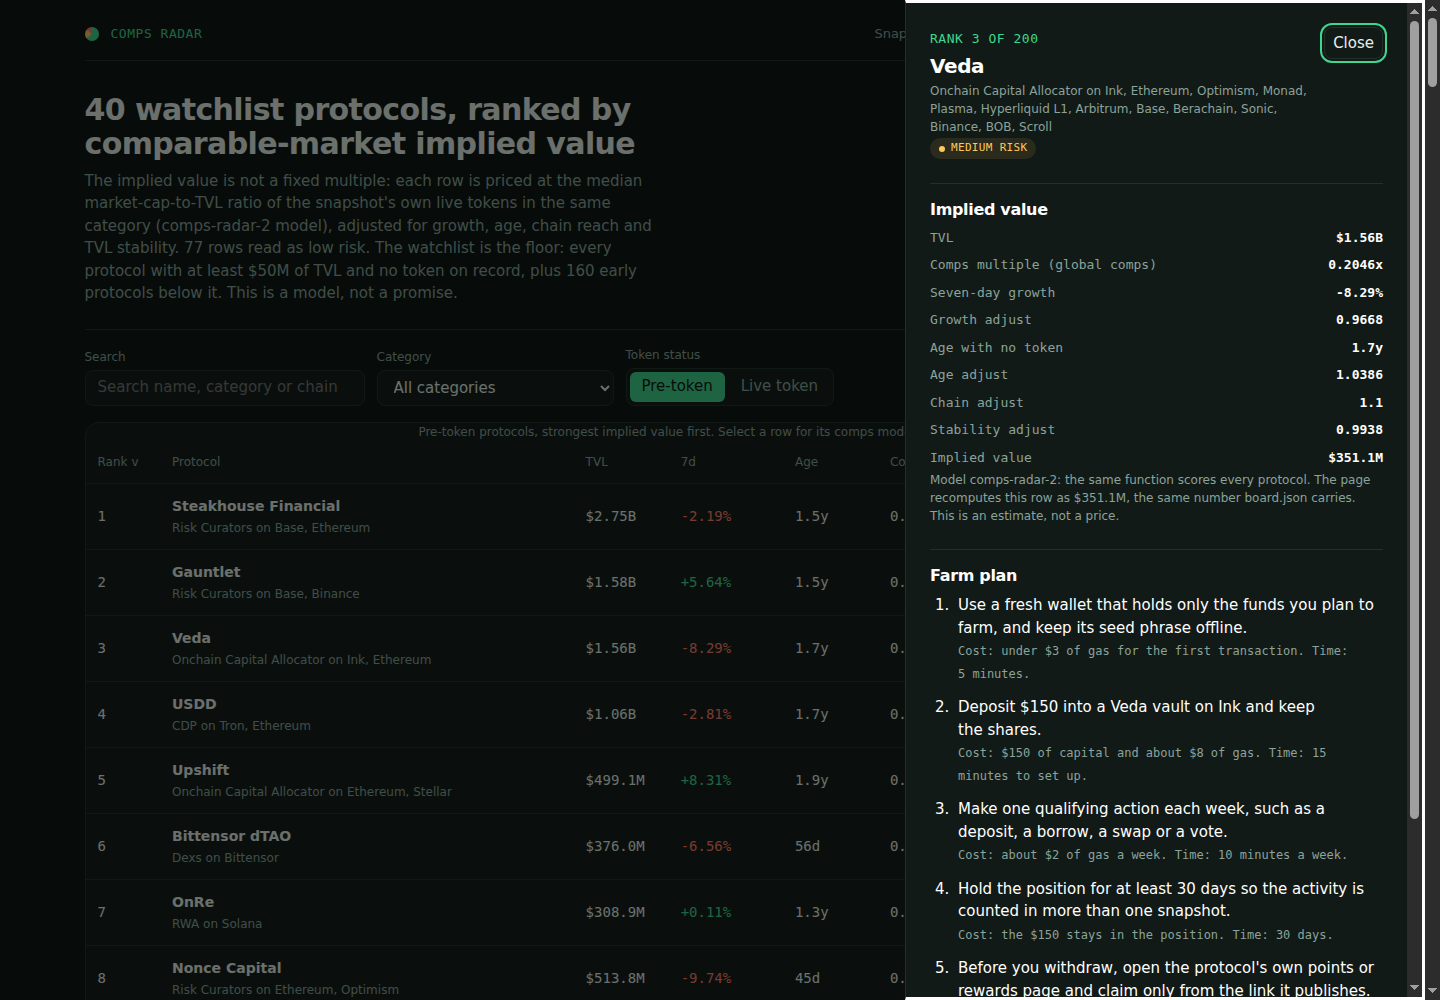 COMPS RADAR
Snap
40 watchlist protocols, ranked by
comparable-market implied value
The implied value is not a fixed multiple: each row is priced at the median
market-cap-to-TVL ratio of the snapshot's own live tokens in the same
category (comps-radar-2 model), adjusted for growth, age, chain reach and
TVL stability. 77 rows read as low risk. The watchlist is the floor: every
protocol with at least $50M of TVL and no token on record, plus 160 early
protocols below it. This is a model, not a promise.
Search
Category
Token status
Search name, category or chain
All categories
Pre-token
Live token
Pre-token protocols, strongest implied value first. Select a row for its comps mod
Rank v Protocol TVL 7d Age Co
1 Steakhouse Financial $2.75B -2.19% 1.5y 0.
Risk Curators on Base, Ethereum
2 Gauntlet $1.58B +5.64% 1.5y 0.
Risk Curators on Base, Binance
3 Veda $1.56B -8.29% 1.7y 0.
Onchain Capital Allocator on Ink, Ethereum
4 USDD $1.06B -2.81% 1.7y 0.
CDP on Tron, Ethereum
5 Upshift $499.1M +8.31% 1.9y 0.
Onchain Capital Allocator on Ethereum, Stellar
6 Bittensor dTAO $376.0M -6.56% 56d 0.
Dexs on Bittensor
7 OnRe $308.9M +0.11% 1.3y 0.
RWA on Solana
8 Nonce Capital $513.8M -9.74% 45d 0.
Risk Curators on Ethereum, Optimism
RANK 3 OF 200
Close
Veda
Onchain Capital Allocator on Ink, Ethereum, Optimism, Monad,
Plasma, Hyperliquid L1, Arbitrum, Base, Berachain, Sonic,
Binance, BOB, Scroll
MEDIUM RISK
Implied value
TVL $1.56B
Comps multiple (global comps) 0.2046x
Seven-day growth -8.29%
Growth adjust 0.9668
Age with no token 1.7y
Age adjust 1.0386
Chain adjust 1.1
Stability adjust 0.9938
Implied value $351.1M
Model comps-radar-2: the same function scores every protocol. The page
recomputes this row as $351.1M, the same number board.json carries.
This is an estimate, not a price.
Farm plan
1. Use a fresh wallet that holds only the funds you plan to
farm, and keep its seed phrase offline.
Cost: under $3 of gas for the first transaction. Time:
5 minutes.
2. Deposit $150 into a Veda vault on Ink and keep
the shares.
Cost: $150 of capital and about $8 of gas. Time: 15
minutes to set up.
3. Make one qualifying action each week, such as a
deposit, a borrow, a swap or a vote.
Cost: about $2 of gas a week. Time: 10 minutes a week.
4. Hold the position for at least 30 days so the activity is
counted in more than one snapshot.
Cost: the $150 stays in the position. Time: 30 days.
5. Before you withdraw, open the protocol's own points or
rewards page and claim only from the link it publishes.